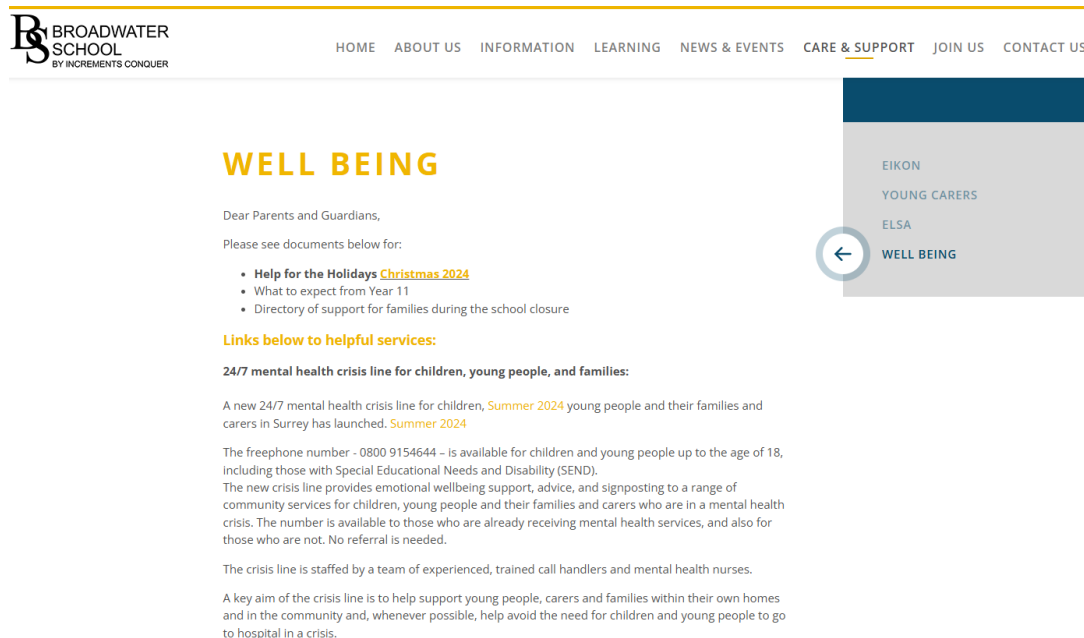 BROADWATER
SCHOOL
BY INCREMENTS CONQUER
HOME ABOUT US INFORMATION LEARNING NEWS & EVENTS CARE & SUPPORT JOIN US CONTACT US
EIKON
YOUNG CARERS
ELSA
WELL BEING
WELL BEING
Dear Parents and Guardians,
Please see documents below for:
• Help for the Holidays Christmas 2024
• What to expect from Year 11
• Directory of support for families during the school closure
Links below to helpful services:
24/7 mental health crisis line for children, young people, and families:
A new 24/7 mental health crisis line for children, Summer 2024 young people and their families and
carers in Surrey has launched. Summer 2024
The freephone number - 0800 9154644 – is available for children and young people up to the age of 18,
including those with Special Educational Needs and Disability (SEND).
The new crisis line provides emotional wellbeing support, advice, and signposting to a range of
community services for children, young people and their families and carers who are in a mental health
crisis. The number is available to those who are already receiving mental health services, and also for
those who are not. No referral is needed.
The crisis line is staffed by a team of experienced, trained call handlers and mental health nurses.
A key aim of the crisis line is to help support young people, carers and families within their own homes
and in the community and, whenever possible, help avoid the need for children and young people to go
to hospital in a crisis.